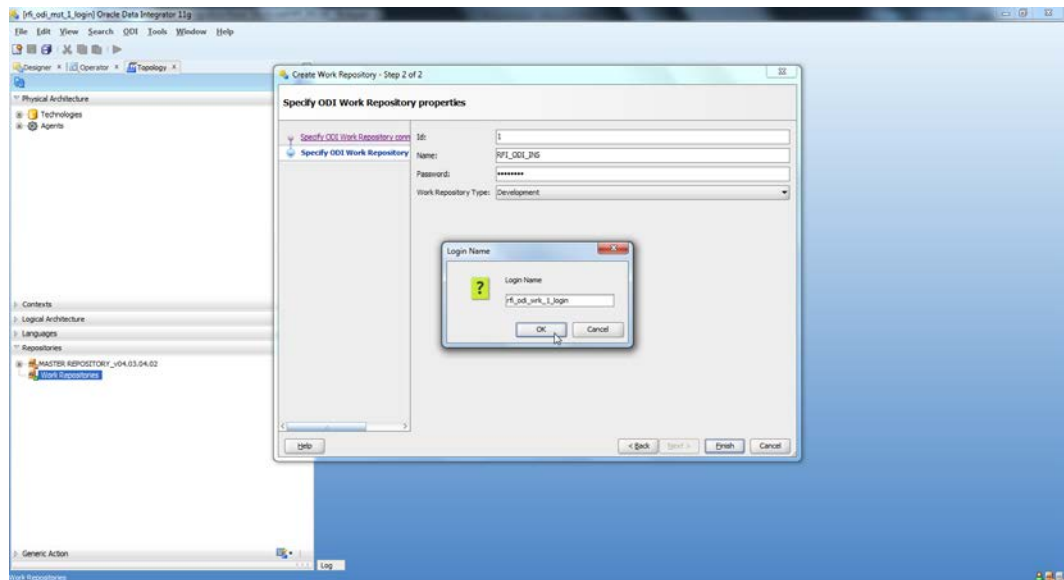 [rfi_odi_mst_1_login] Oracle Data Integrator 11g
File Edit View Search ODI Tools Window Help
Designer × Operator × Topology ×
Physical Architecture
Technologies
Agents
Contexts
Logical Architecture
Languages
Repositories
MASTER REPOSITORY_v04.03.04.02
Work Repositories
Generic Action
Work Repositories
Log
Create Work Repository - Step 2 of 2
Specify ODI Work Repository properties
Specify ODI Work Repository conn
Specify ODI Work Repository
Id: 1
Name: RFI_ODI_INS
Password: ••••••••
Work Repository Type: Development
Login Name
Login Name
rfi_odi_wrk_1_login
OK Cancel
Help < Back Next > Finish Cancel